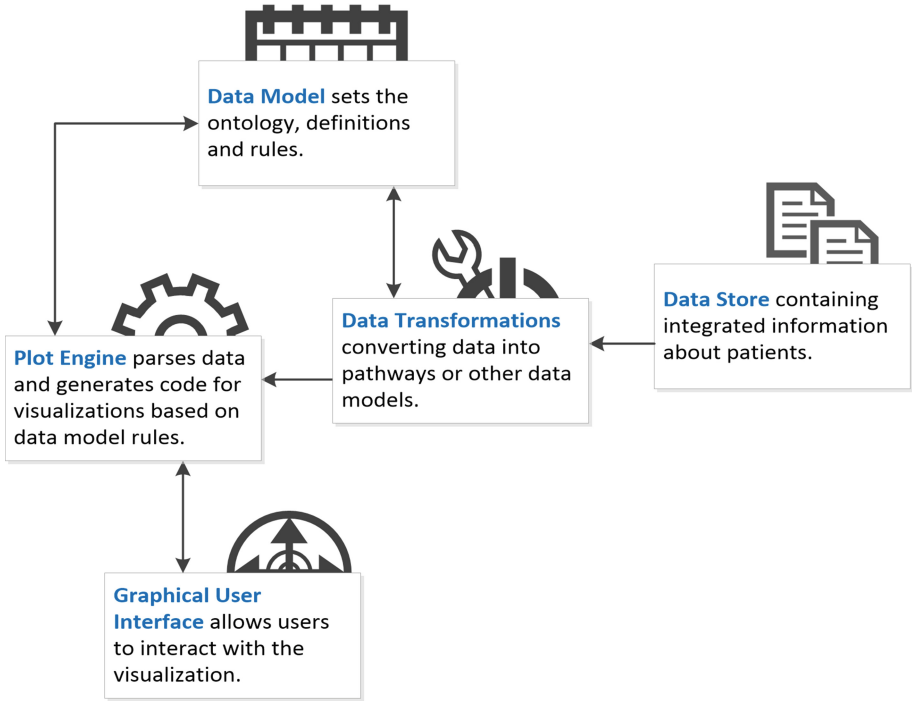 Data Model sets the
ontology, definitions
and rules.
Data Transformations
converting data into
pathways or other data
models.
Data Store containing
integrated information
about patients.
Plot Engine parses data
and generates code for
visualizations based on
data model rules.
Graphical User
Interface allows users
to interact with the
visualization.